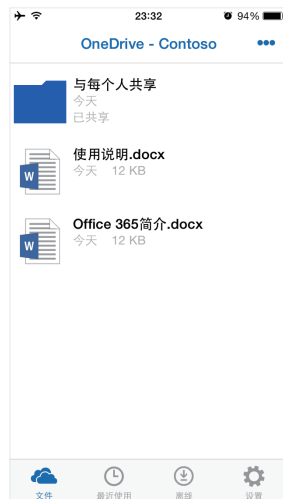 23:32 94%
OneDrive - Contoso
与每个人共享
今天
已共享
使用说明.docx
今天 12 KB
Office 365简介.docx
今天 12 KB
文件 最近使用 离线 设置